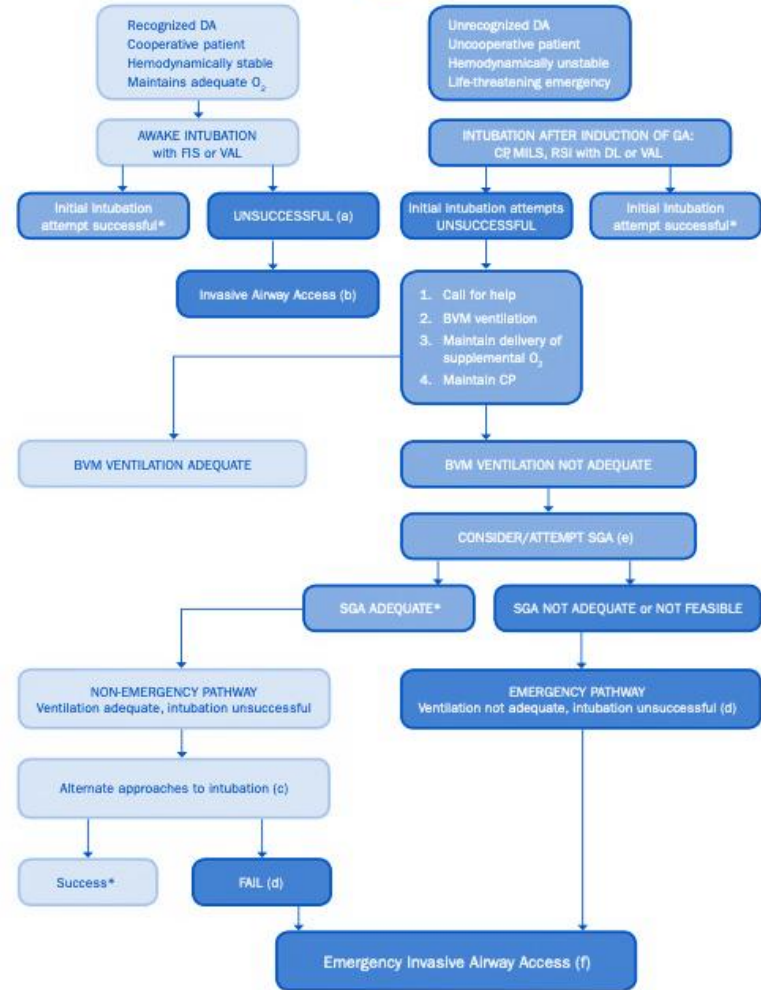 Recognized DA
Cooperative patient
Hemodynamically stable
Maintains adequate O2
Unrecognized DA
Uncooperative patient
Hemodynamically unstable
Life-threatening emergency
AWAKE INTUBATION
with FIS or VAL
INTUBATION AFTER INDUCTION OF GA:
CP, MILS, RSI with DL or VAL
Initial Intubation
attempt successful*
UNSUCCESSFUL (a)
Initial intubation attempts
UNSUCCESSFUL
Initial Intubation
attempt successful*
Invasive Airway Access (b)
1. Call for help
2. BVM ventilation
3. Maintain delivery of
supplemental O2
4. Maintain CP
BVM VENTILATION ADEQUATE
BVM VENTILATION NOT ADEQUATE
CONSIDER/ATTEMPT SGA (e)
SGA ADEQUATE*
SGA NOT ADEQUATE or NOT FEASIBLE
NON-EMERGENCY PATHWAY
Ventilation adequate, intubation unsuccessful
EMERGENCY PATHWAY
Ventilation not adequate, intubation unsuccessful (d)
Alternate approaches to intubation (c)
Success*
FAIL (d)
Emergency Invasive Airway Access (f)